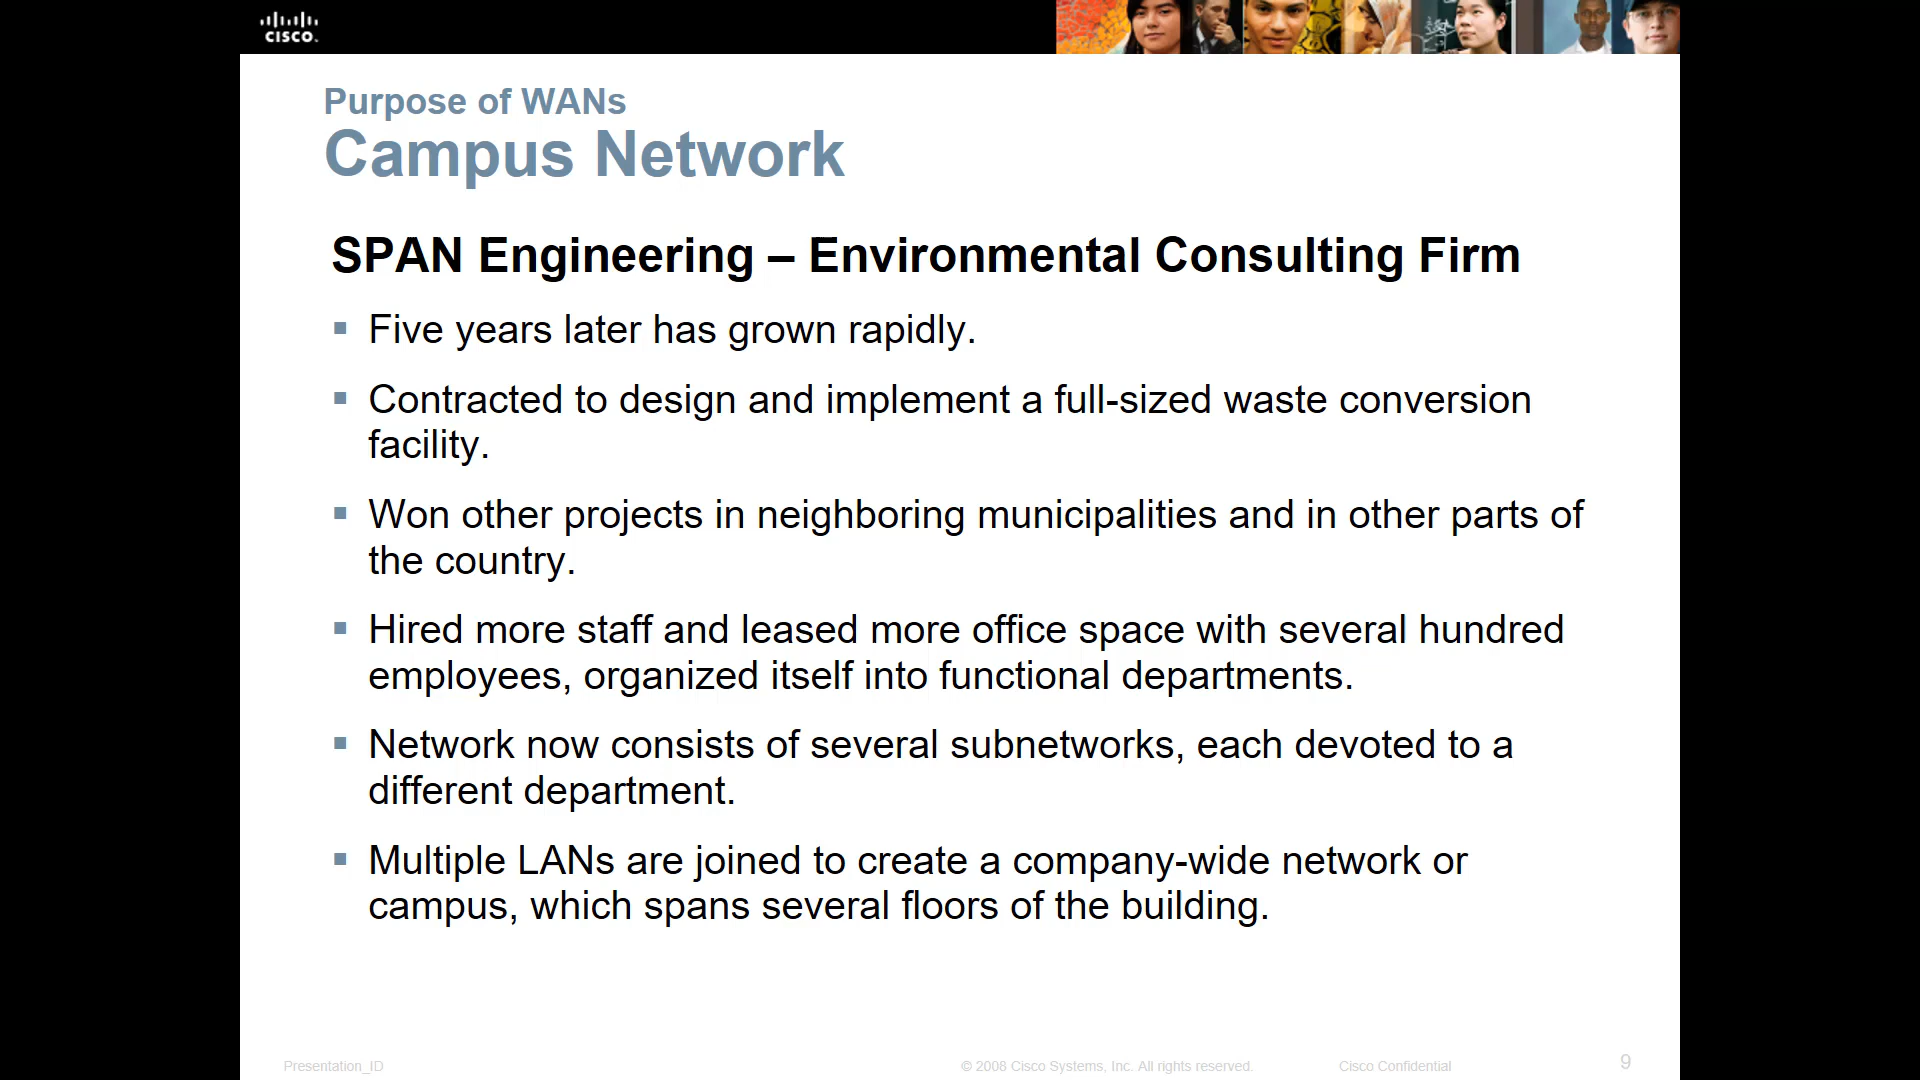 CISCO.
Purpose of WANs
Campus Network
SPAN Engineering – Environmental Consulting Firm
Five years later has grown rapidly.
Contracted to design and implement a full-sized waste conversion
facility.
Won other projects in neighboring municipalities and in other parts of
the country.
Hired more staff and leased more office space with several hundred
employees, organized itself into functional departments.
Network now consists of several subnetworks, each devoted to a
different department.
Multiple LANs are joined to create a company-wide network or
campus, which spans several floors of the building.
Presentation_ID © 2008 Cisco Systems, Inc. All rights reserved. Cisco Confidential 9